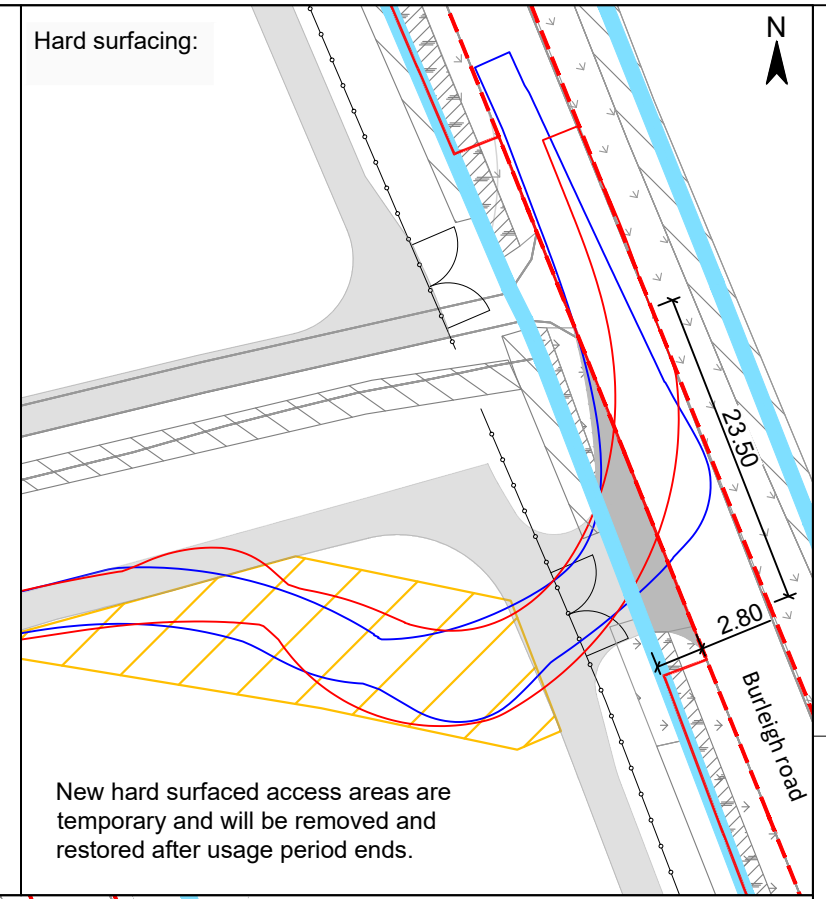 Hard surfacing:
N
23.50
2.80
Burleigh road
New hard surfaced access areas are
temporary and will be removed and
restored after usage period ends.